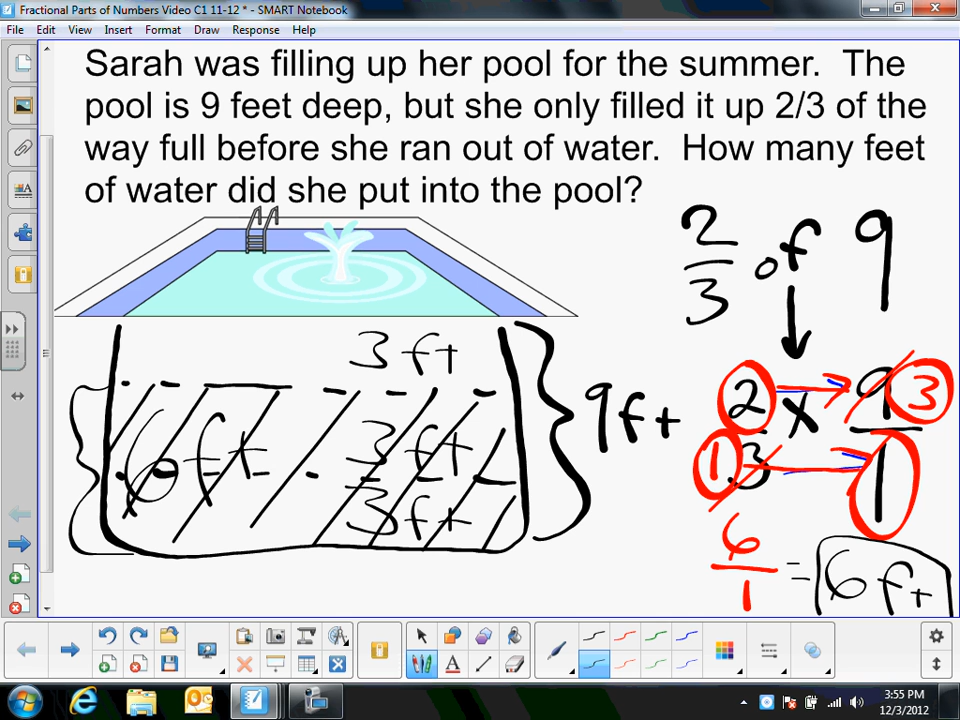 Fractional Parts of Numbers Video C1 11-12 * - SMART Notebook
File Edit View Insert Format Draw Response Help
Sarah was filling up her pool for the summer. The
pool is 9 feet deep, but she only filled it up 2/3 of the
way full before she ran out of water. How many feet
of water did she put into the pool?
2/3 of 9
3 ft
9ft
6ft
3 ft
3 ft
2 x 9 3
1 3 1
6/1 = 6 ft
A
3:55 PM
12/3/2012